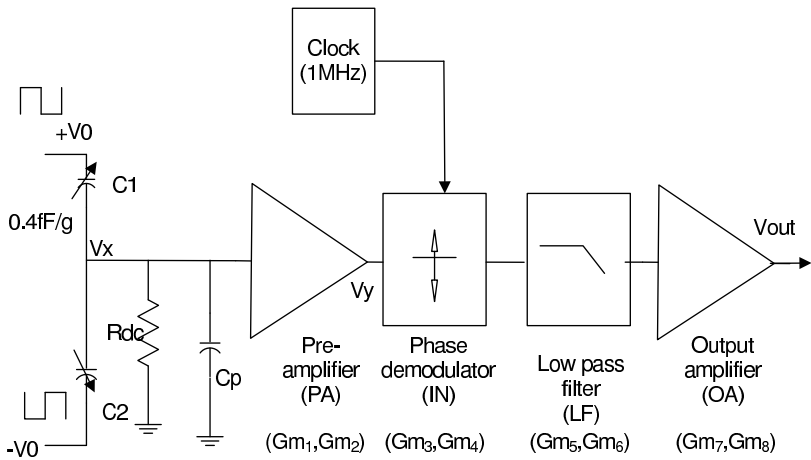 Clock
(1MHz)
+V0
C1
0.4fF/g
Vx
Rdc
Cp
C2
-V0
Vy
Vout
Pre-
amplifier
(PA)
(Gm1,Gm2)
Phase
demodulator
(IN)
(Gm3,Gm4)
Low pass
filter
(LF)
(Gm5,Gm6)
Output
amplifier
(OA)
(Gm7,Gm8)